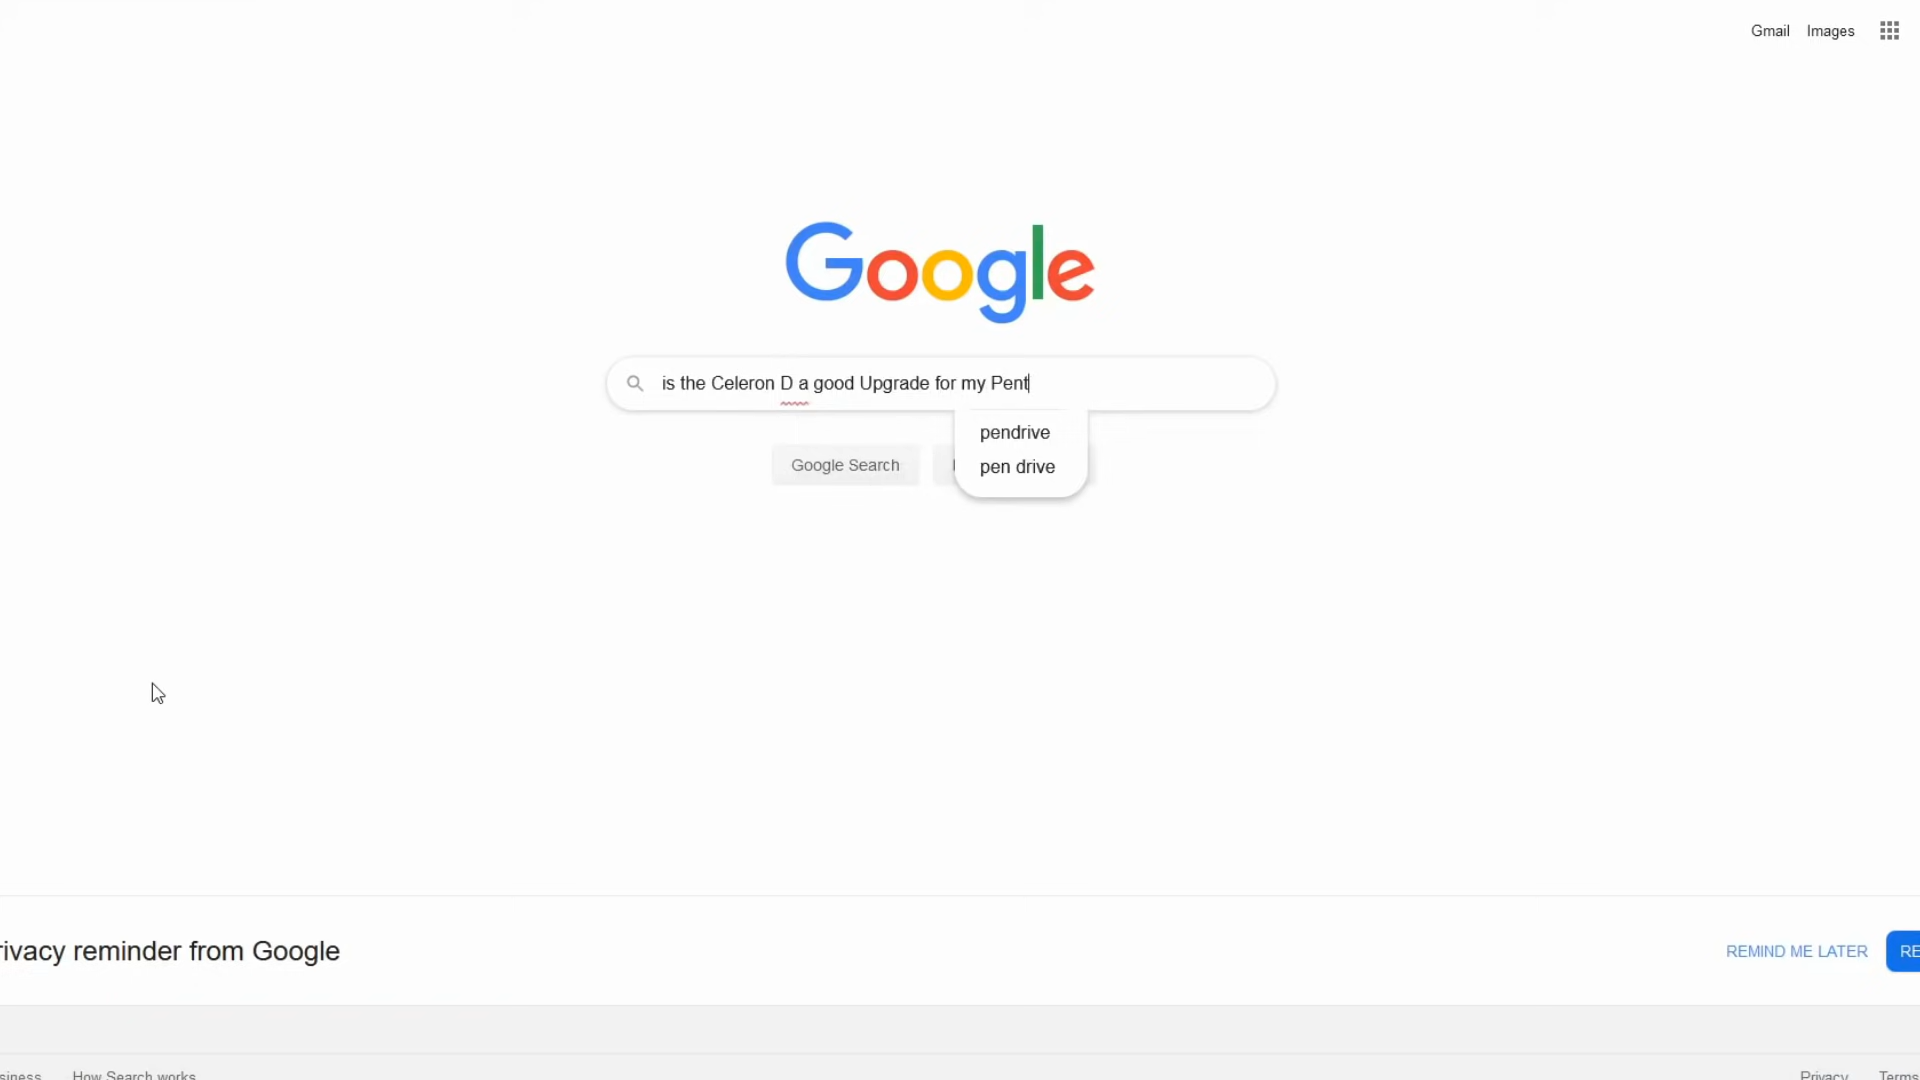 Gmail Images
Google
is the Celeron D a good Upgrade for my Pent
pendrive
Google Search
pen drive
rivacy reminder from Google
REMIND ME LATER
RE
siness How Search works
Privacy Terms